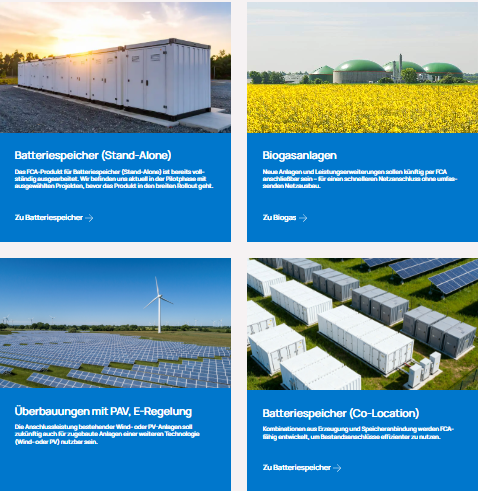 Batteriespeicher (Stand-Alone)
Das FCA-Produkt für Batteriespeicher (Stand-Alone) ist bereits voll-
ständig ausgearbeitet. Wir befinden uns aktuell in der Pilotphase mit
ausgewählten Projekten, bevor das Produkt in den breiten Rollout geht.
Zu Batteriespeicher →
Biogasanlagen
Neue Anlagen und Leistungserweiterungen sollen künftig per FCA
anschließbar sein – für einen schnelleren Netzanschluss ohne umfas-
senden Netzausbau.
Zu Biogas →
Überbauungen mit PAV, E-Regelung
Die Anschlussleistung bestehender Wind- oder PV-Anlagen soll
zukünftig auch für zugebaute Anlagen einer weiteren Technologie
(Wind- oder PV) nutzbar sein.
Batteriespeicher (Co-Location)
Kombinationen aus Erzeugung und Speicheranbindung werden FCA-
fähig entwickelt, um Bestandsanschlüsse effizienter zu nutzen.
Zu Batteriespeicher →